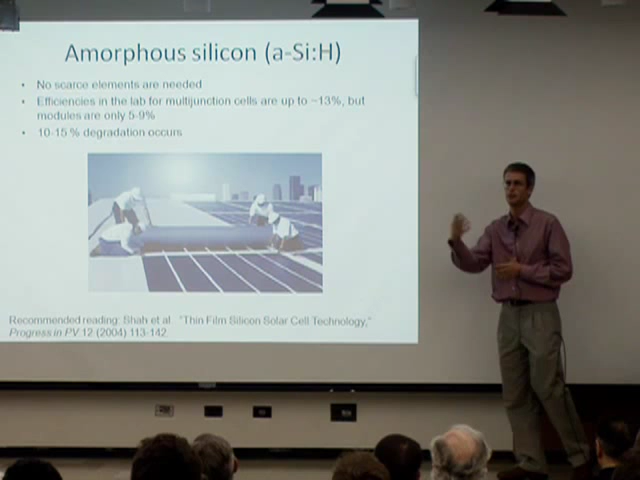 Amorphous silicon (a-Si:H)
• No scarce elements are needed
• Efficiencies in the lab for multijunction cells are up to ~13%, but
modules are only 5-9%
• 10-15 % degradation occurs
Recommended reading: Shah et al. "Thin Film Silicon Solar Cell Technology,"
Progress in PV 12 (2004) 113-142.